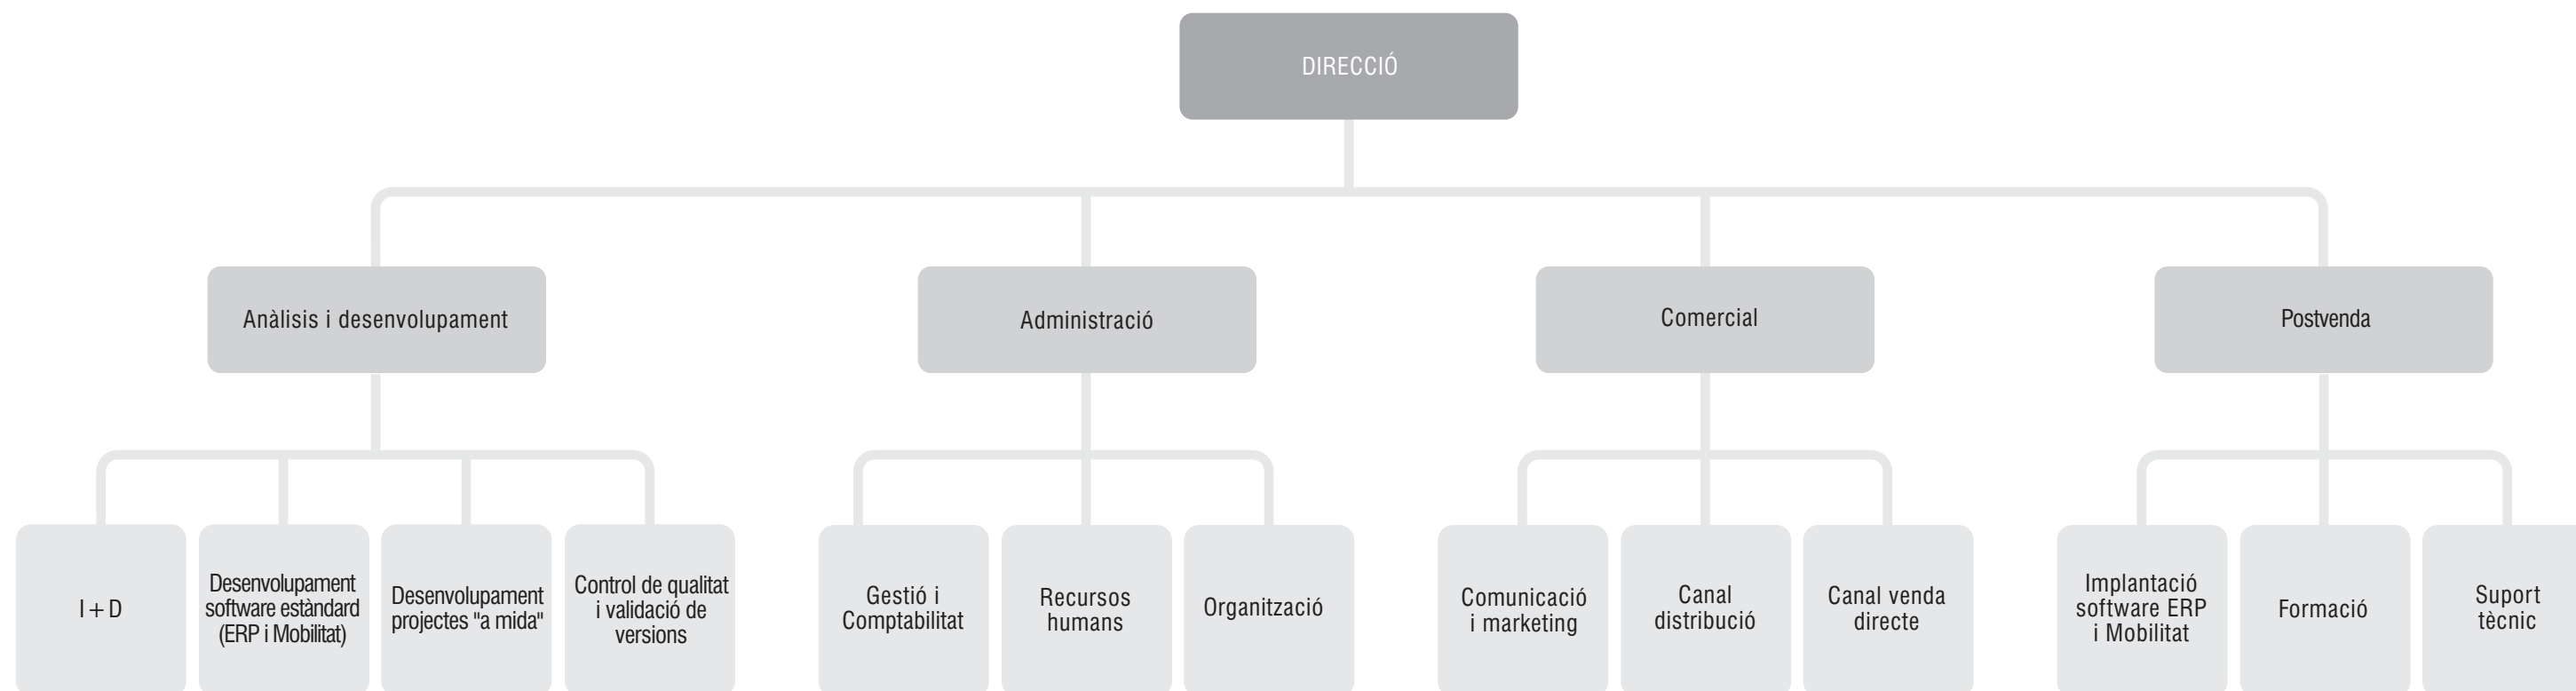 DIRECCIÓ
Anàlisis i desenvolupament
Administració
Comercial
Postvenda
I+D
Desenvolupament
software estàndard
(ERP i Mobilitat)
Desenvolupament
projectes "a mida"
Control de qualitat
i validació de
versions
Gestió i
Comptabilitat
Recursos
humans
Organització
Comunicació
i marketing
Canal
distribució
Canal venda
directe
Implantació
software ERP
i Mobilitat
Formació
Suport
tècnic